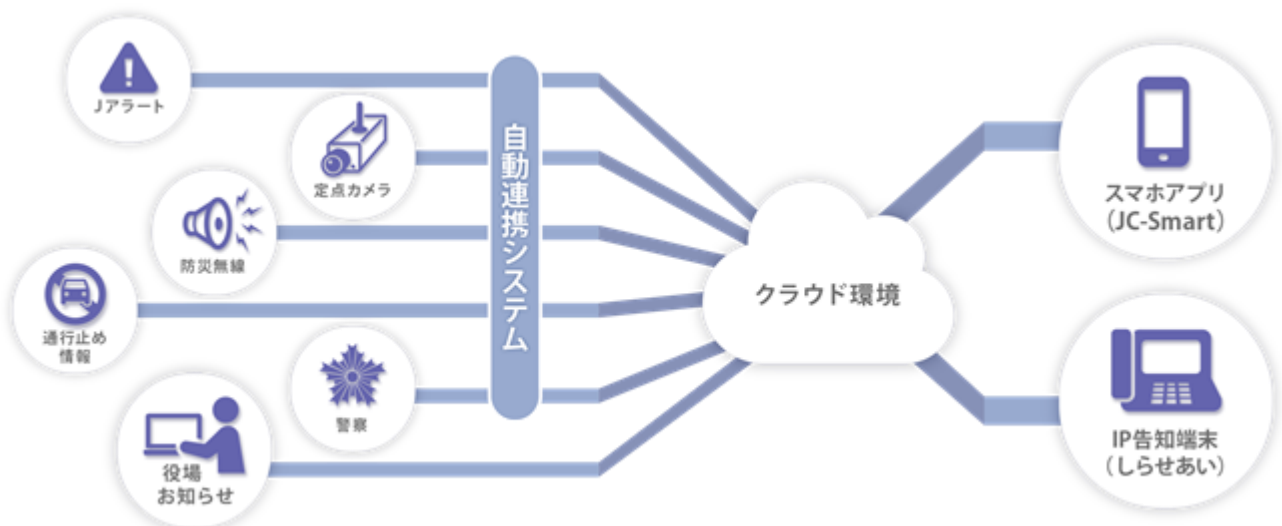 Jアラート
定点カメラ
防災無線
通行止め
情報
警察
役場
お知らせ
自動連携システム
クラウド環境
スマホアプリ
(JC-Smart)
IP告知端末
(しらせあい)